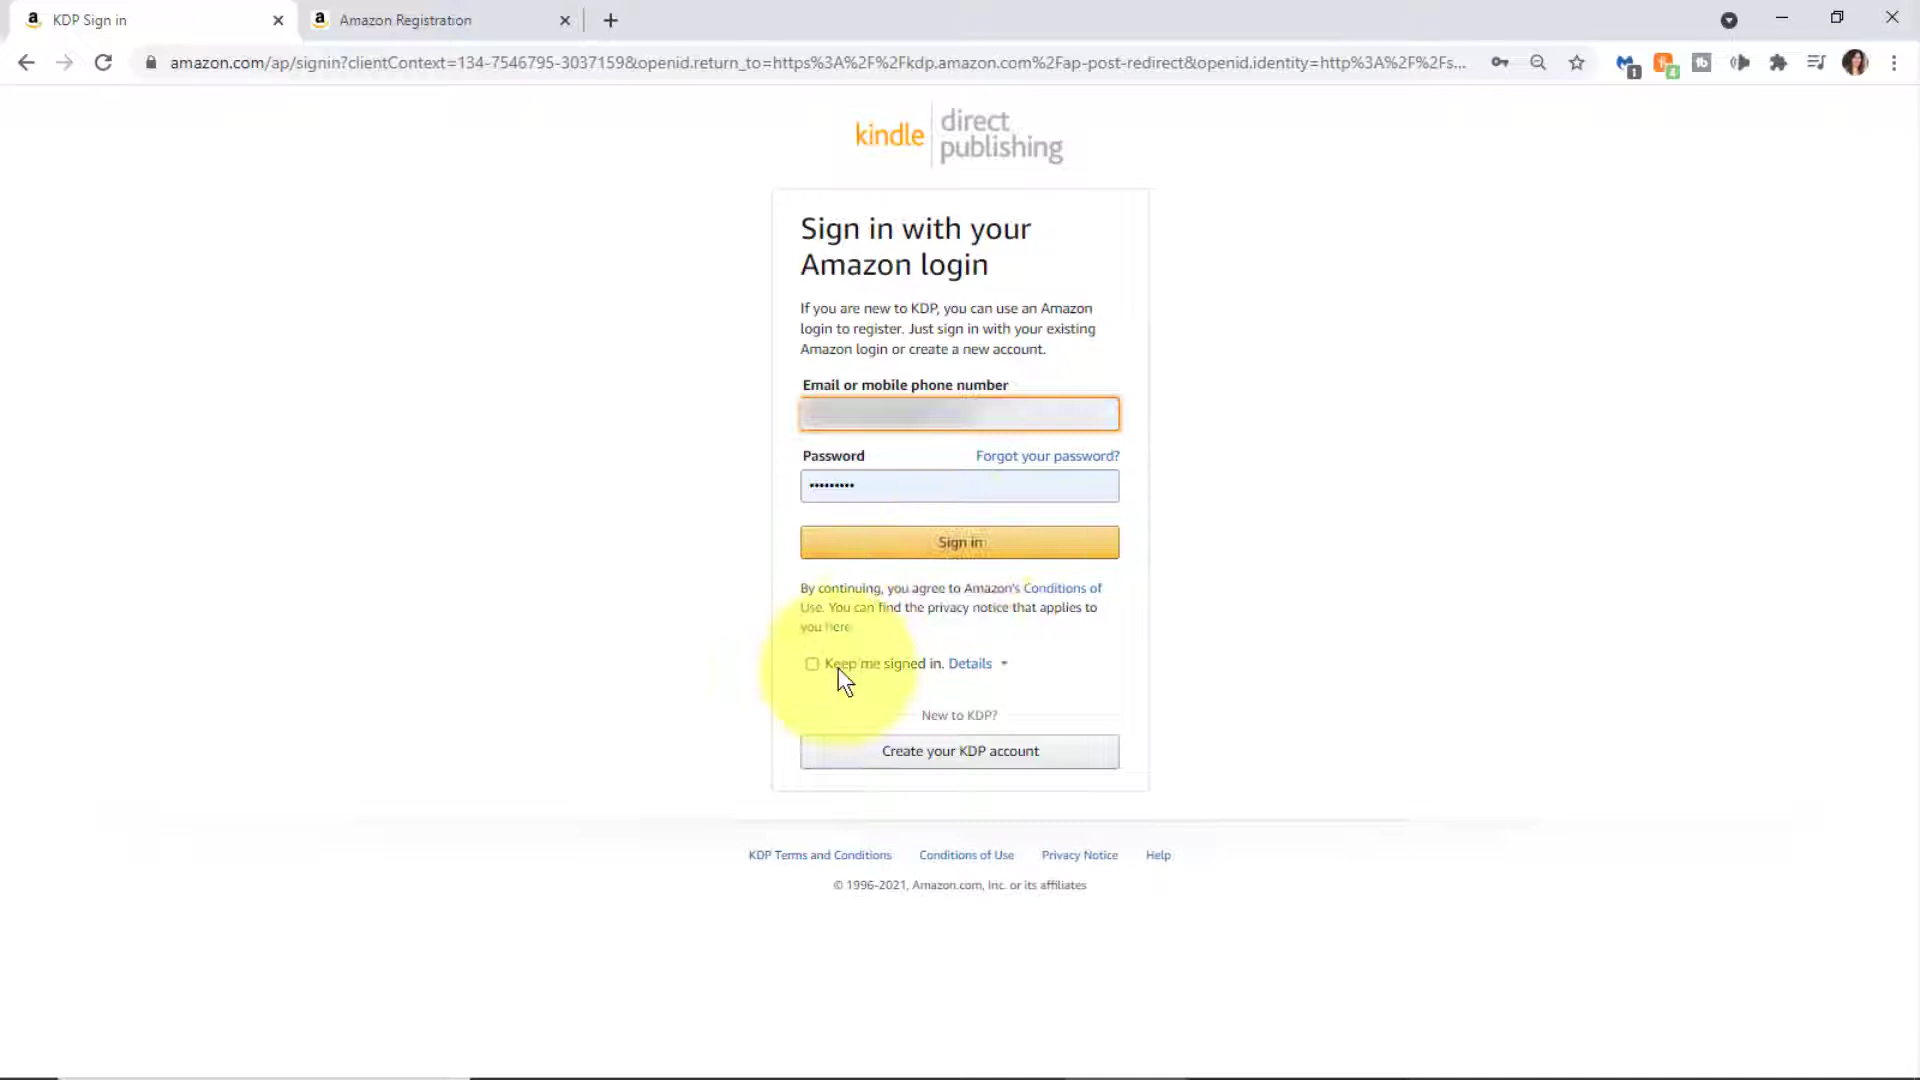 KDP Sign in
Amazon Registration
amazon.com/ap/signin?clientContext=134-7546795-3037159&openid.return_to=https%3A%2F%2Fkdp.amazon.com%2Fap-post-redirect&openid.identity=http%3A%2F%2Fs...
kindle direct
publishing
Sign in with your
Amazon login
If you are new to KDP, you can use an Amazon
login to register. Just sign in with your existing
Amazon login or create a new account.
Email or mobile phone number
Password Forgot your password?
•••••••••
Sign in
By continuing, you agree to Amazon's Conditions of
Use. You can find the privacy notice that applies to
you here
Keep me signed in. Details
New to KDP?
Create your KDP account
KDP Terms and Conditions Conditions of Use Privacy Notice Help
© 1996-2021, Amazon.com, Inc. or its affiliates